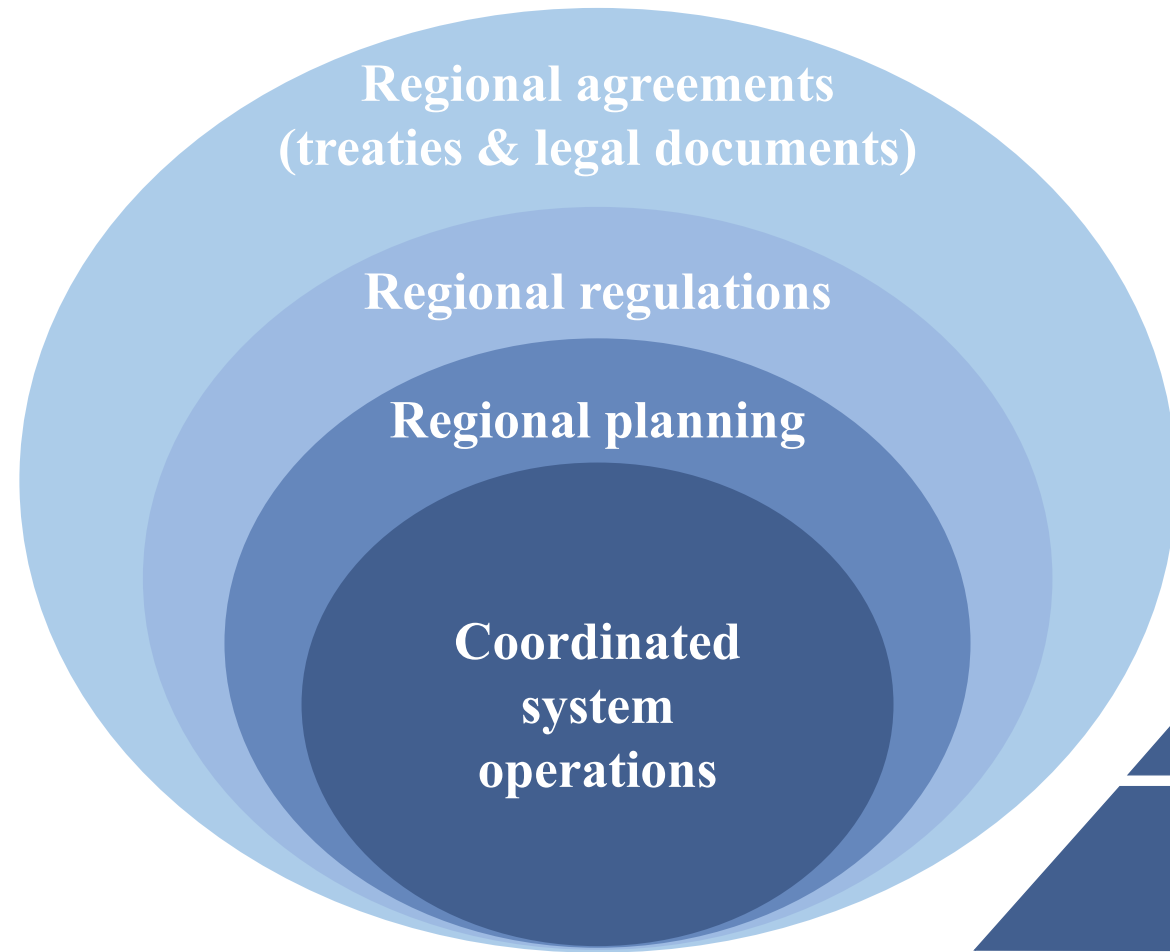 Regional agreements
(treaties & legal documents)
Regional regulations
Regional planning
Coordinated
system
operations